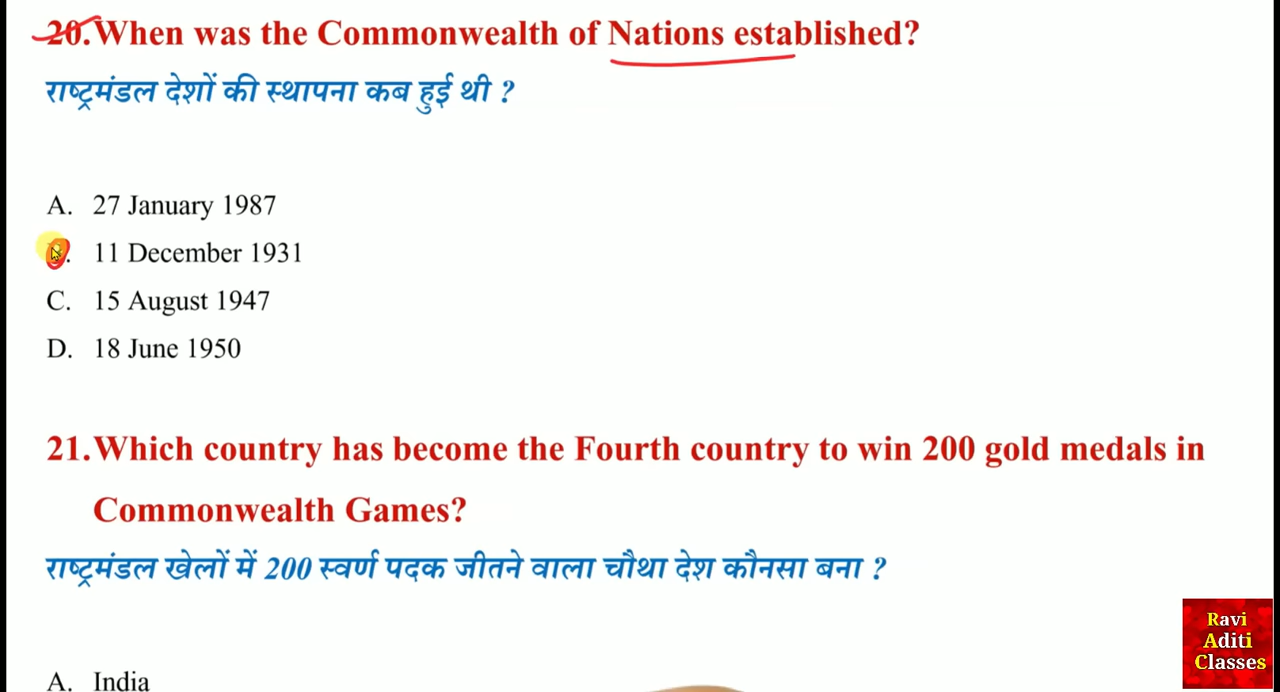 20. When was the Commonwealth of Nations established?
राष्ट्रमंडल देशों की स्थापना कब हुई थी ?
A. 27 January 1987
11 December 1931
C. 15 August 1947
D. 18 June 1950
21. Which country has become the Fourth country to win 200 gold medals in
Commonwealth Games?
राष्ट्रमंडल खेलों में 200 स्वर्ण पदक जीतने वाला चौथा देश कौनसा बना ?
A. India
Ravi
Aditi
Classes